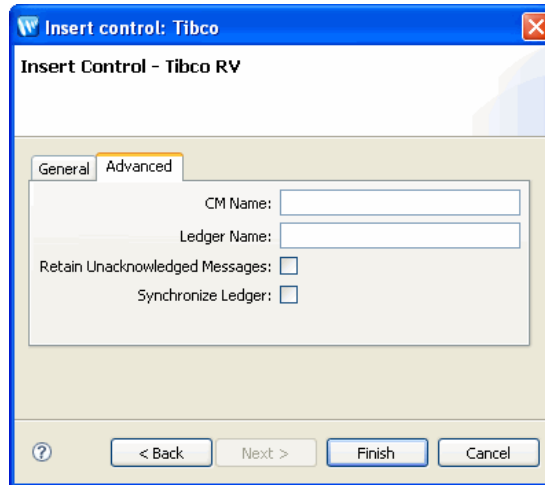 Insert control: Tibco
Insert Control - Tibco RV
General Advanced
CM Name:
Ledger Name:
Retain Unacknowledged Messages:
Synchronize Ledger:
? < Back Next > Finish Cancel